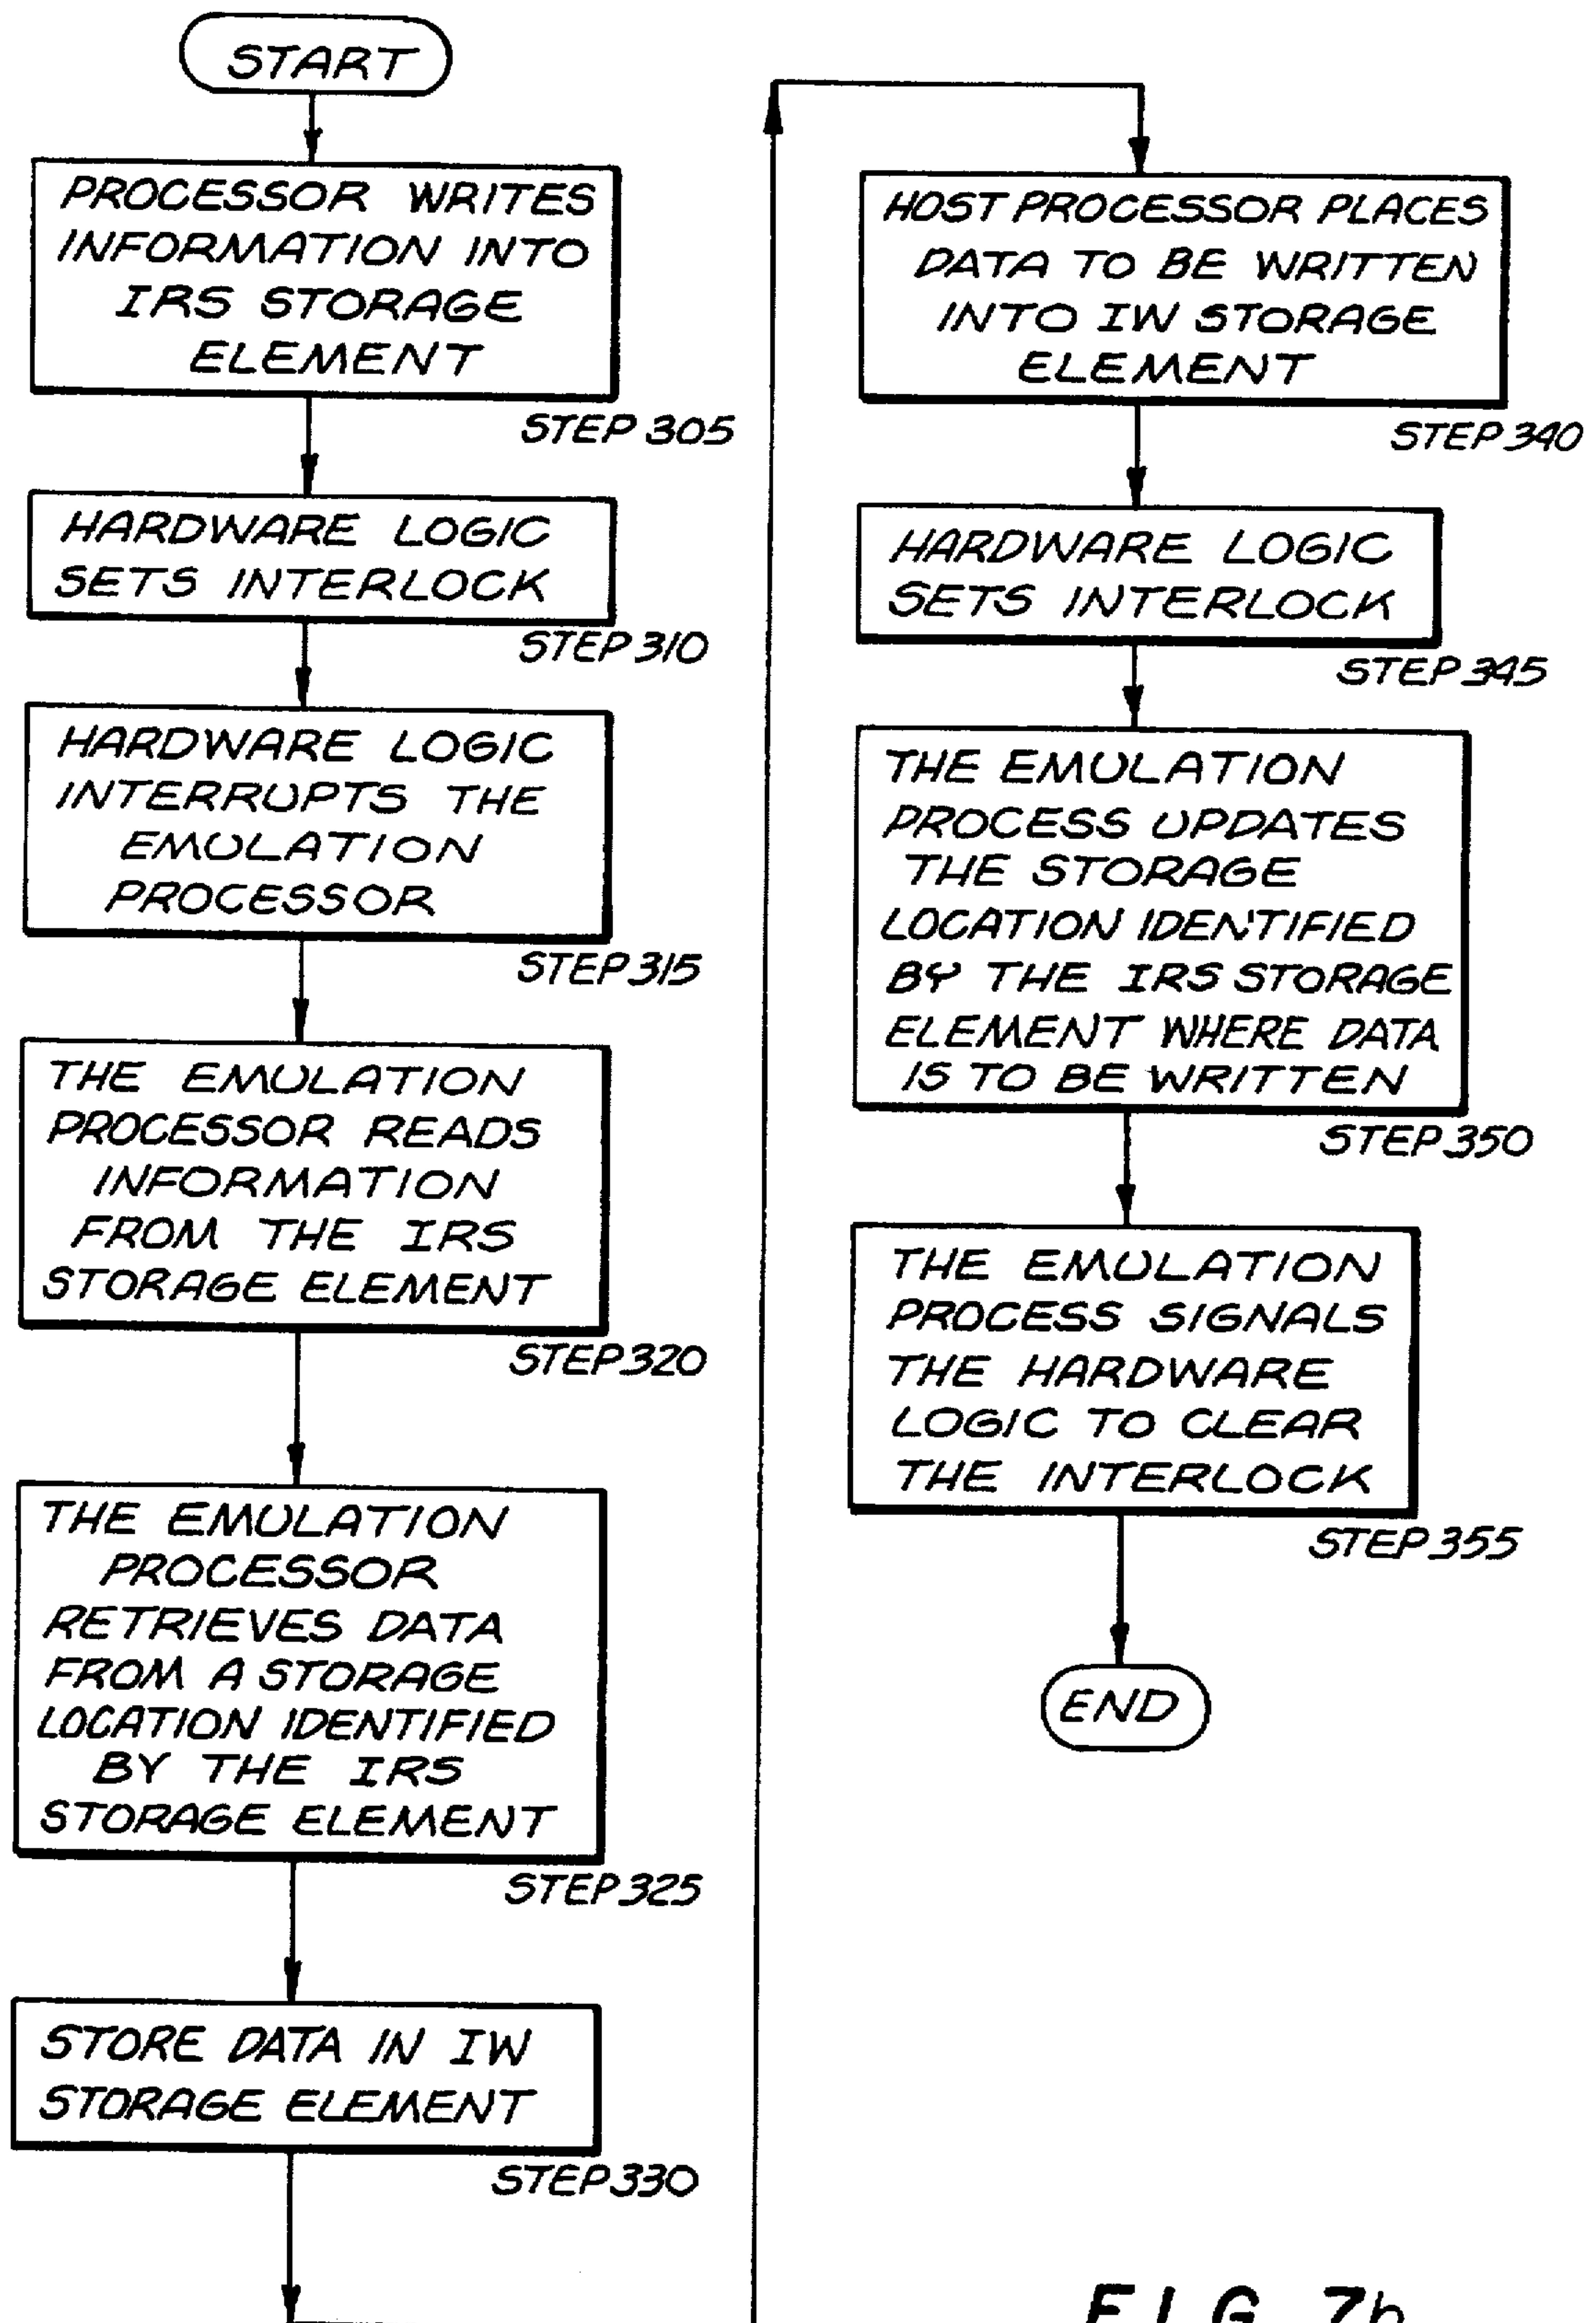 START
PROCESSOR WRITES
INFORMATION INTO
IRS STORAGE
ELEMENT
STEP 305
HARDWARE LOGIC
SETS INTERLOCK
STEP 310
HARDWARE LOGIC
INTERRUPTS THE
EMULATION
PROCESSOR
STEP 315
THE EMULATION
PROCESSOR READS
INFORMATION
FROM THE IRS
STORAGE ELEMENT
STEP 320
THE EMULATION
PROCESSOR
RETRIEVES DATA
FROM A STORAGE
LOCATION IDENTIFIED
BY THE IRS
STORAGE ELEMENT
STEP 325
STORE DATA IN IW
STORAGE ELEMENT
STEP 330
HOST PROCESSOR PLACES
DATA TO BE WRITTEN
INTO IW STORAGE
ELEMENT
STEP 340
HARDWARE LOGIC
SETS INTERLOCK
STEP 345
THE EMULATION
PROCESS UPDATES
THE STORAGE
LOCATION IDENTIFIED
BY THE IRS STORAGE
ELEMENT WHERE DATA
IS TO BE WRITTEN
STEP 350
THE EMULATION
PROCESS SIGNALS
THE HARDWARE
LOGIC TO CLEAR
THE INTERLOCK
STEP 355
END
FIG. 7b